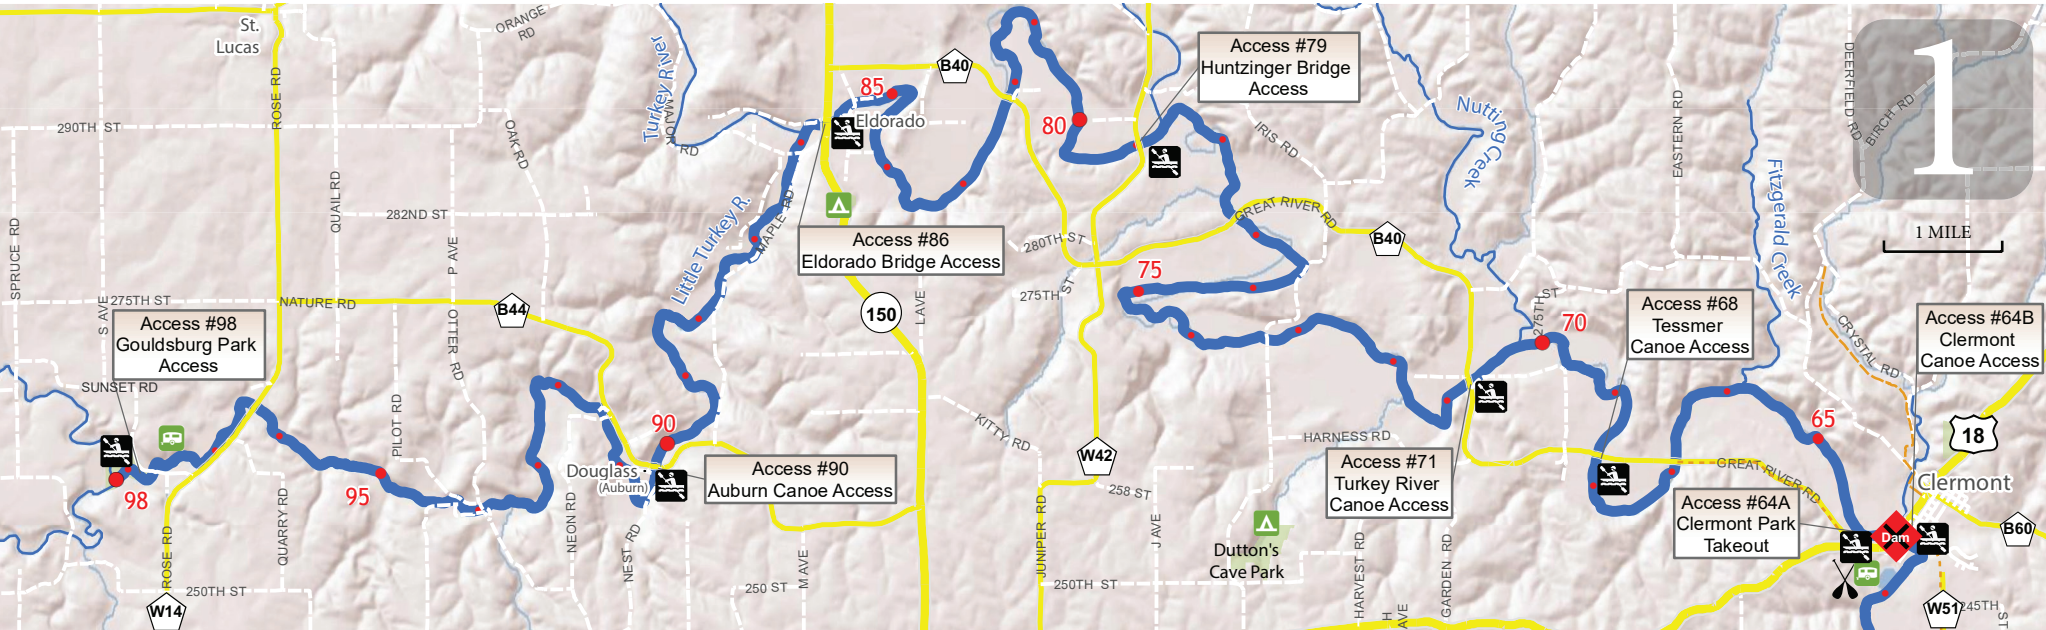 St.
Lucas
ROSE RD
290TH ST
ORANGE
RD
OAK RD
QUAIL RD
282ND ST
P AVE
SPRUCE RD
S AVE
275TH ST
NATURE RD
B44
OTTER RD
Access #98
Gouldsburg Park
Access
SUNSET RD
98
95
PILOT RD
QUARRY RD
ROSE RD
250TH ST
W14
Turkey River
MAJOR RD
Little Turkey R.
MAPLE RD
85
Eldorado
B40
Access #86
Eldorado Bridge Access
150
L AVE
90
Douglass
(Auburn)
Access #90
Auburn Canoe Access
NEON RD
NEST RD
250 ST
M AVE
80
Access #79
Huntzinger Bridge
Access
IRIS RD
280TH ST
275TH ST
75
GREAT RIVER RD
B40
KITTY RD
W42
258 ST
J AVE
JUNIPER RD
250TH ST
Dutton's
Cave Park
HARNESS RD
Access #71
Turkey River
Canoe Access
HARVEST RD
H AVE
GARDEN RD
Nutting Creek
275TH ST
70
Access #68
Tessmer
Canoe Access
EASTERN RD
Fitzgerald Creek
DEERFIELD RD
BIRCH RD
1
1 MILE
CRYSTAL RD
Access #64B
Clermont
Canoe Access
65
18
GREAT RIVER RD
Clermont
Access #64A
Clermont Park
Takeout
Dam
B60
W51
245TH ST